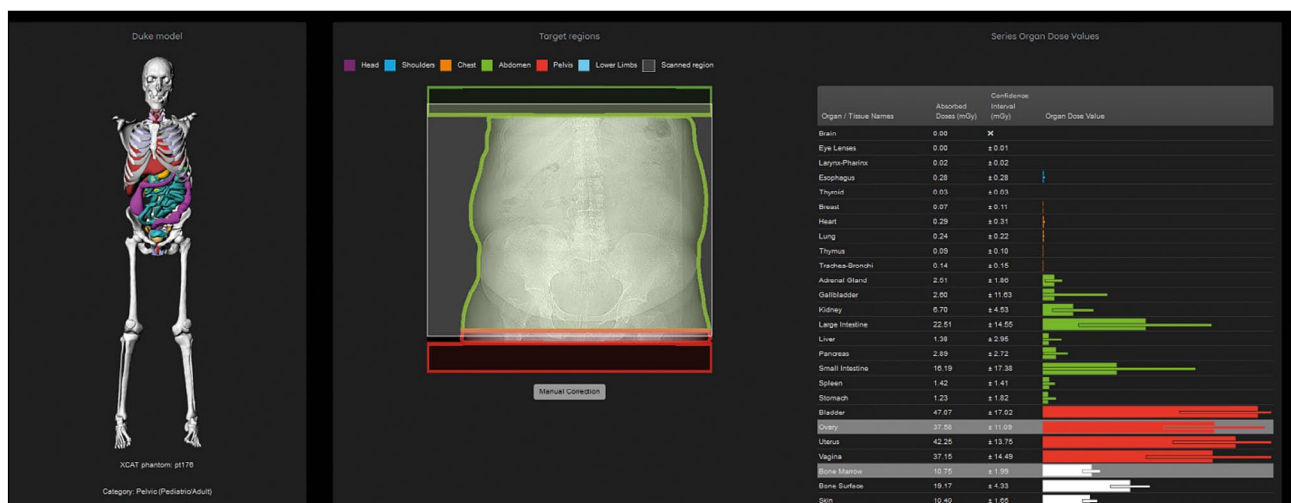 Duke model
Target regions
Series Organ Dose Values
Head Shoulders Chest Abdomen Pelvis Lower Limbs Scanned region
Organ / Tissue Names Absorbed Doses (mGy) Confidence Interval (mGy) Organ Dose Value
Brain 0.00 ×
Eye Lenses 0.00 ± 0.01
Larynx-Pharinx 0.02 ± 0.02
Esophagus 0.28 ± 0.28
Thyroid 0.03 ± 0.03
Breast 0.07 ± 0.11
Heart 0.29 ± 0.31
Lung 0.24 ± 0.22
Thymus 0.09 ± 0.10
Trachea-Bronchi 0.14 ± 0.15
Adrenal Gland 2.51 ± 1.86
Gallbladder 2.60 ± 11.63
Kidney 6.70 ± 4.53
Large Intestine 22.51 ± 14.55
Liver 1.38 ± 2.95
Pancreas 2.89 ± 2.72
Small Intestine 16.19 ± 17.38
Spleen 1.42 ± 1.41
Stomach 1.23 ± 1.82
Bladder 47.07 ± 17.02
Ovary 37.58 ± 11.09
Uterus 42.25 ± 13.75
Vagina 37.15 ± 14.49
Bone Marrow 10.75 ± 1.99
Bone Surface 19.17 ± 4.33
Skin 10.40 ± 1.65
Manual Correction
XCAT phantom: pt176
Category: Pelvic (Pediatric/Adult)